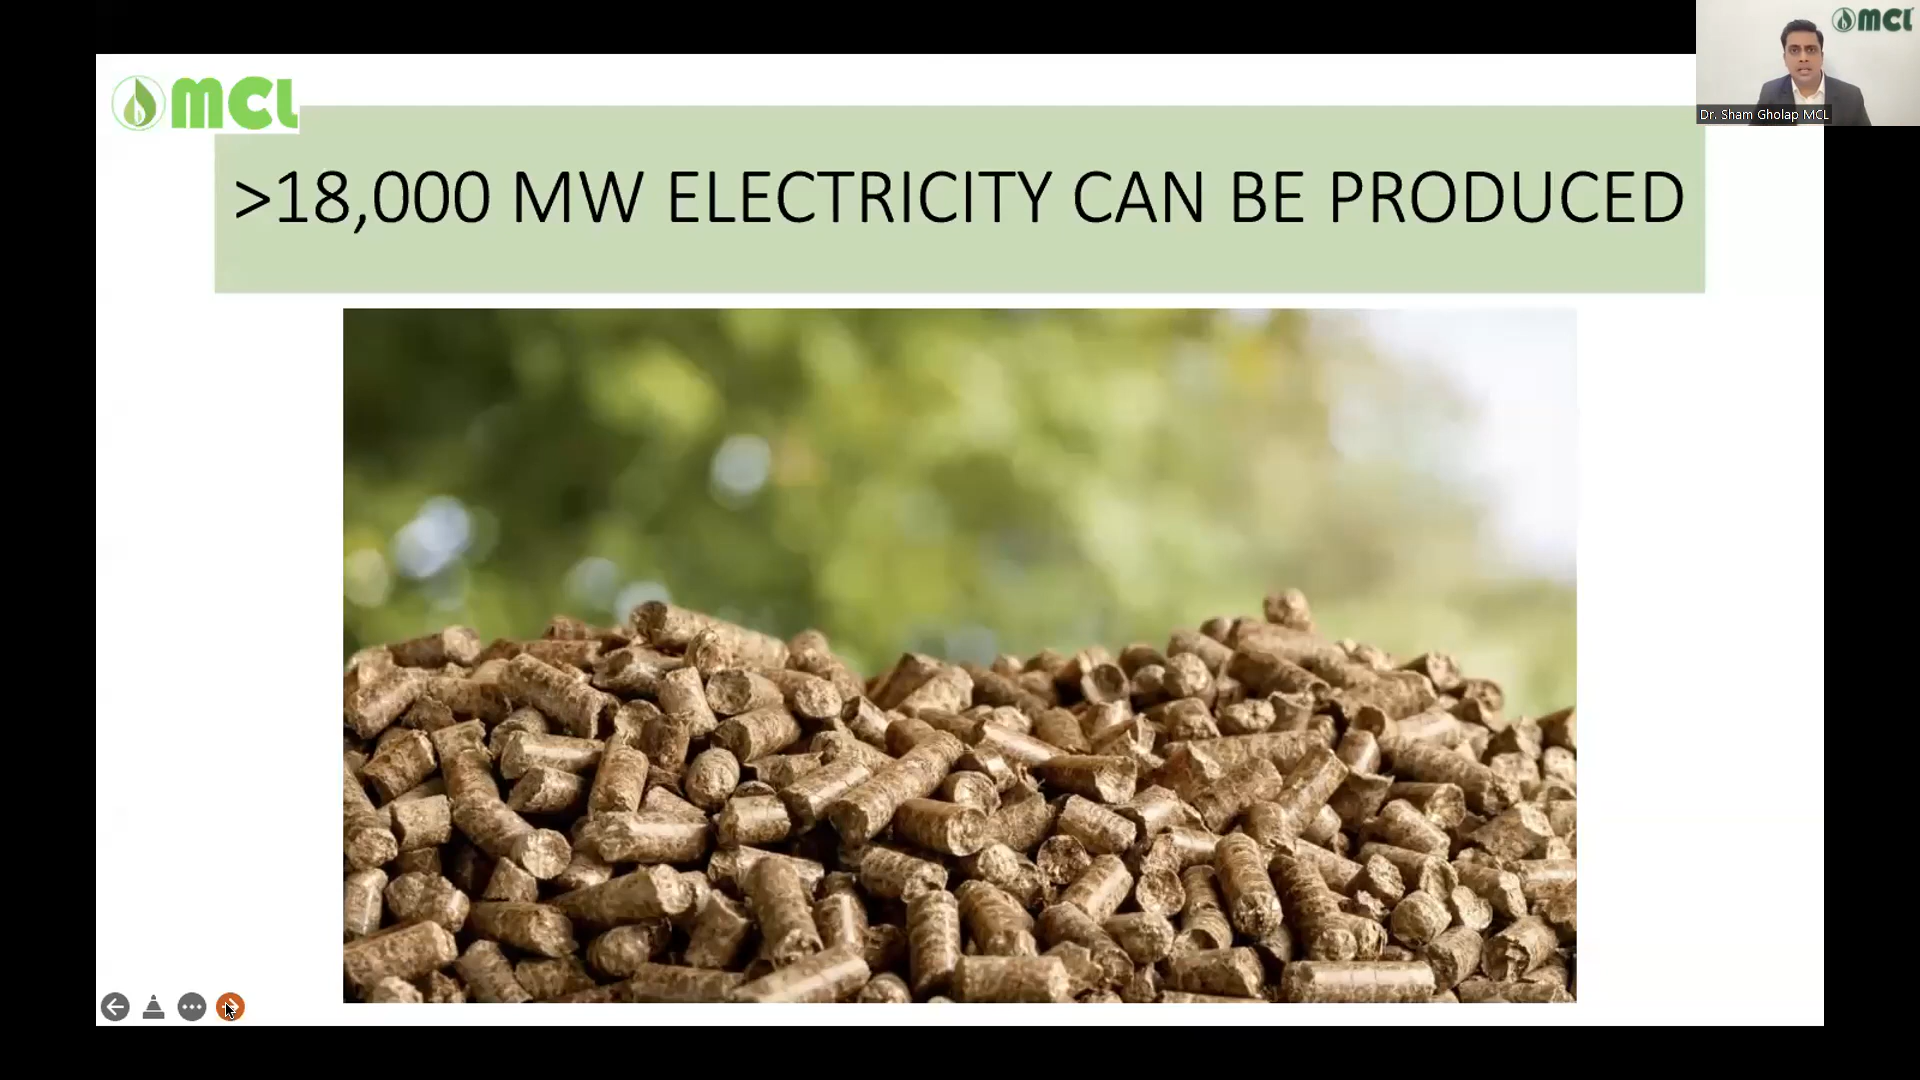 MCL
MCL
Dr. Sham Gholap MCL
>18,000 MW ELECTRICITY CAN BE PRODUCED